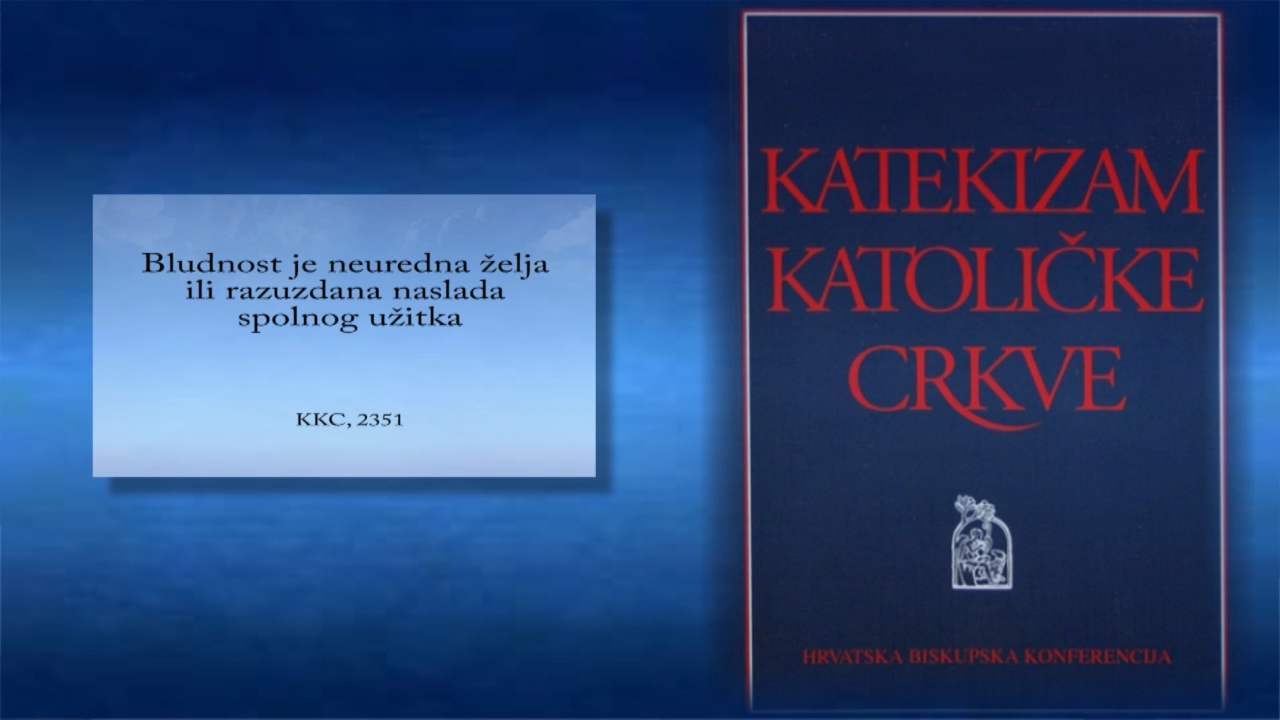 Bludnost je neuredna želja
ili razuzdana naslada
spolnog užitka
KKC, 2351
KATEKIZAM
KATOLIČKE
CRKVE
HRVATSKA BISKUPSKA KONFERENCIJA